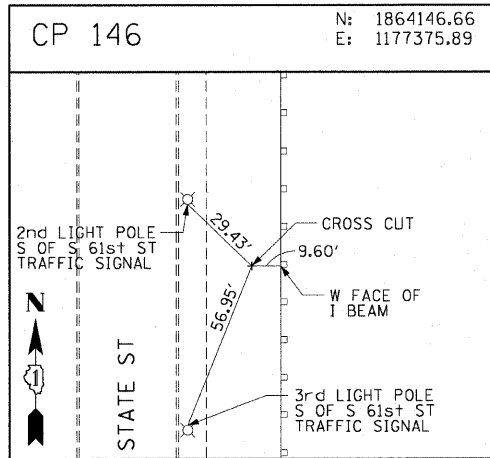 CP 146
N: 1864146.66
E: 1177375.89
2nd LIGHT POLE
S OF S 61st ST
TRAFFIC SIGNAL
29.43'
CROSS CUT
9.60'
W FACE OF
I BEAM
56.95'
N
1
STATE ST
3rd LIGHT POLE
S OF S 61st ST
TRAFFIC SIGNAL